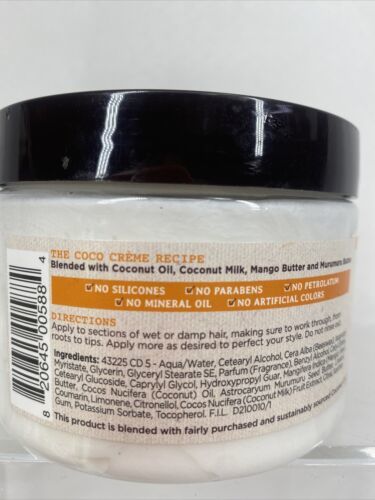 THE COCO CRÈME RECIPE
Blended with Coconut Oil, Coconut Milk, Mango Butter and Murumuru
NO SILICONES NO PARABENS NO PETROLATUM
NO MINERAL OIL NO ARTIFICIAL COLORS
DIRECTIONS
Apply to sections of wet or damp hair, making sure to work through, from
roots to tips. Apply more as desired to perfect your style. Do not rinse out.
Ingredients: 43225 CD 5 - Aqua/Water, Cetearyl Alcohol, Cera Alba (Beeswax),
Myristate, Glycerin, Glyceryl Stearate SE, Parfum (Fragrance), Benzyl Alcohol,
Cetearyl Glucoside, Caprylyl Glycol, Hydroxypropyl Guar, Mangifera Indica
Butter, Cocos Nucifera (Coconut) Oil, Astrocaryum Murumuru Seed Butter,
Coumarin, Limonene, Citronellol, Cocos Nucifera (Coconut Milk) Fruit Extract,
Gum, Potassium Sorbate, Tocopherol. F.I.L. D210010/1
This product is blended with fairly purchased and sustainably sourced
8 20645 00588 4